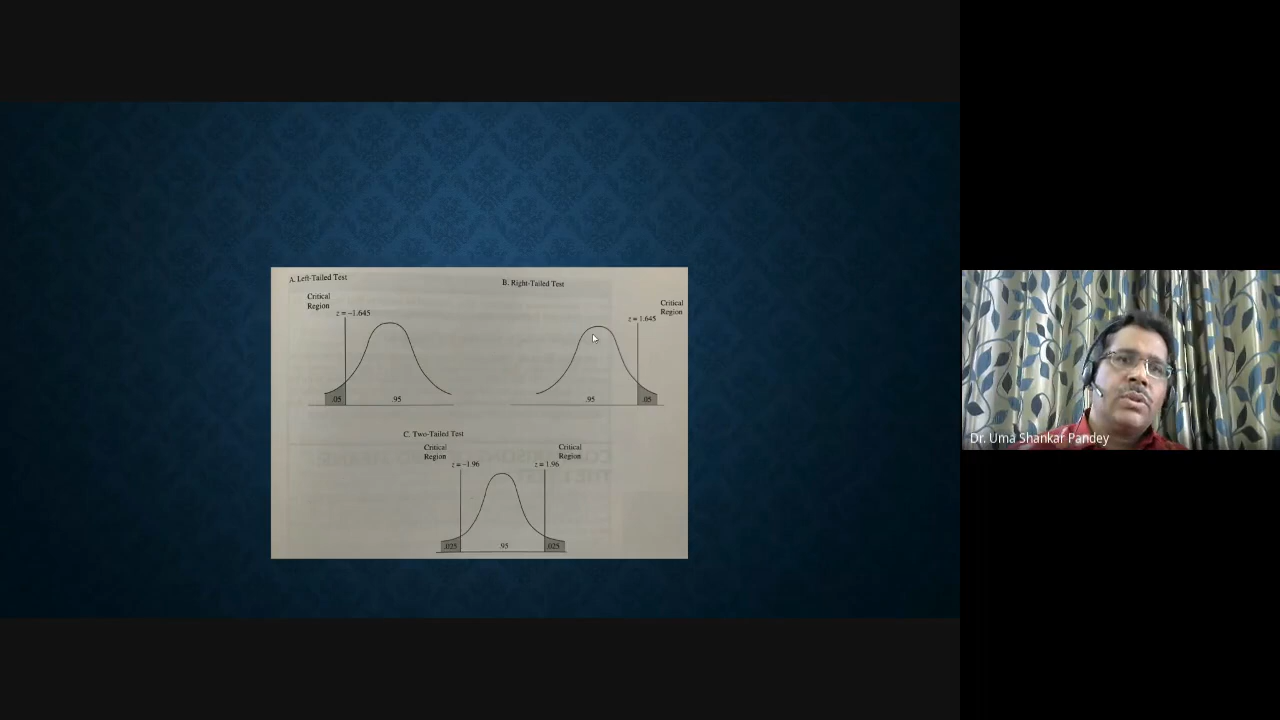 A. Left-Tailed Test
Critical
Region
z = –1.645
.05
.95
B. Right-Tailed Test
Critical
Region
z = 1.645
.95
.05
C. Two-Tailed Test
Critical
Region
z = –1.96
Critical
Region
z = 1.96
.025
.95
.025
Dr. Uma Shankar Pandey